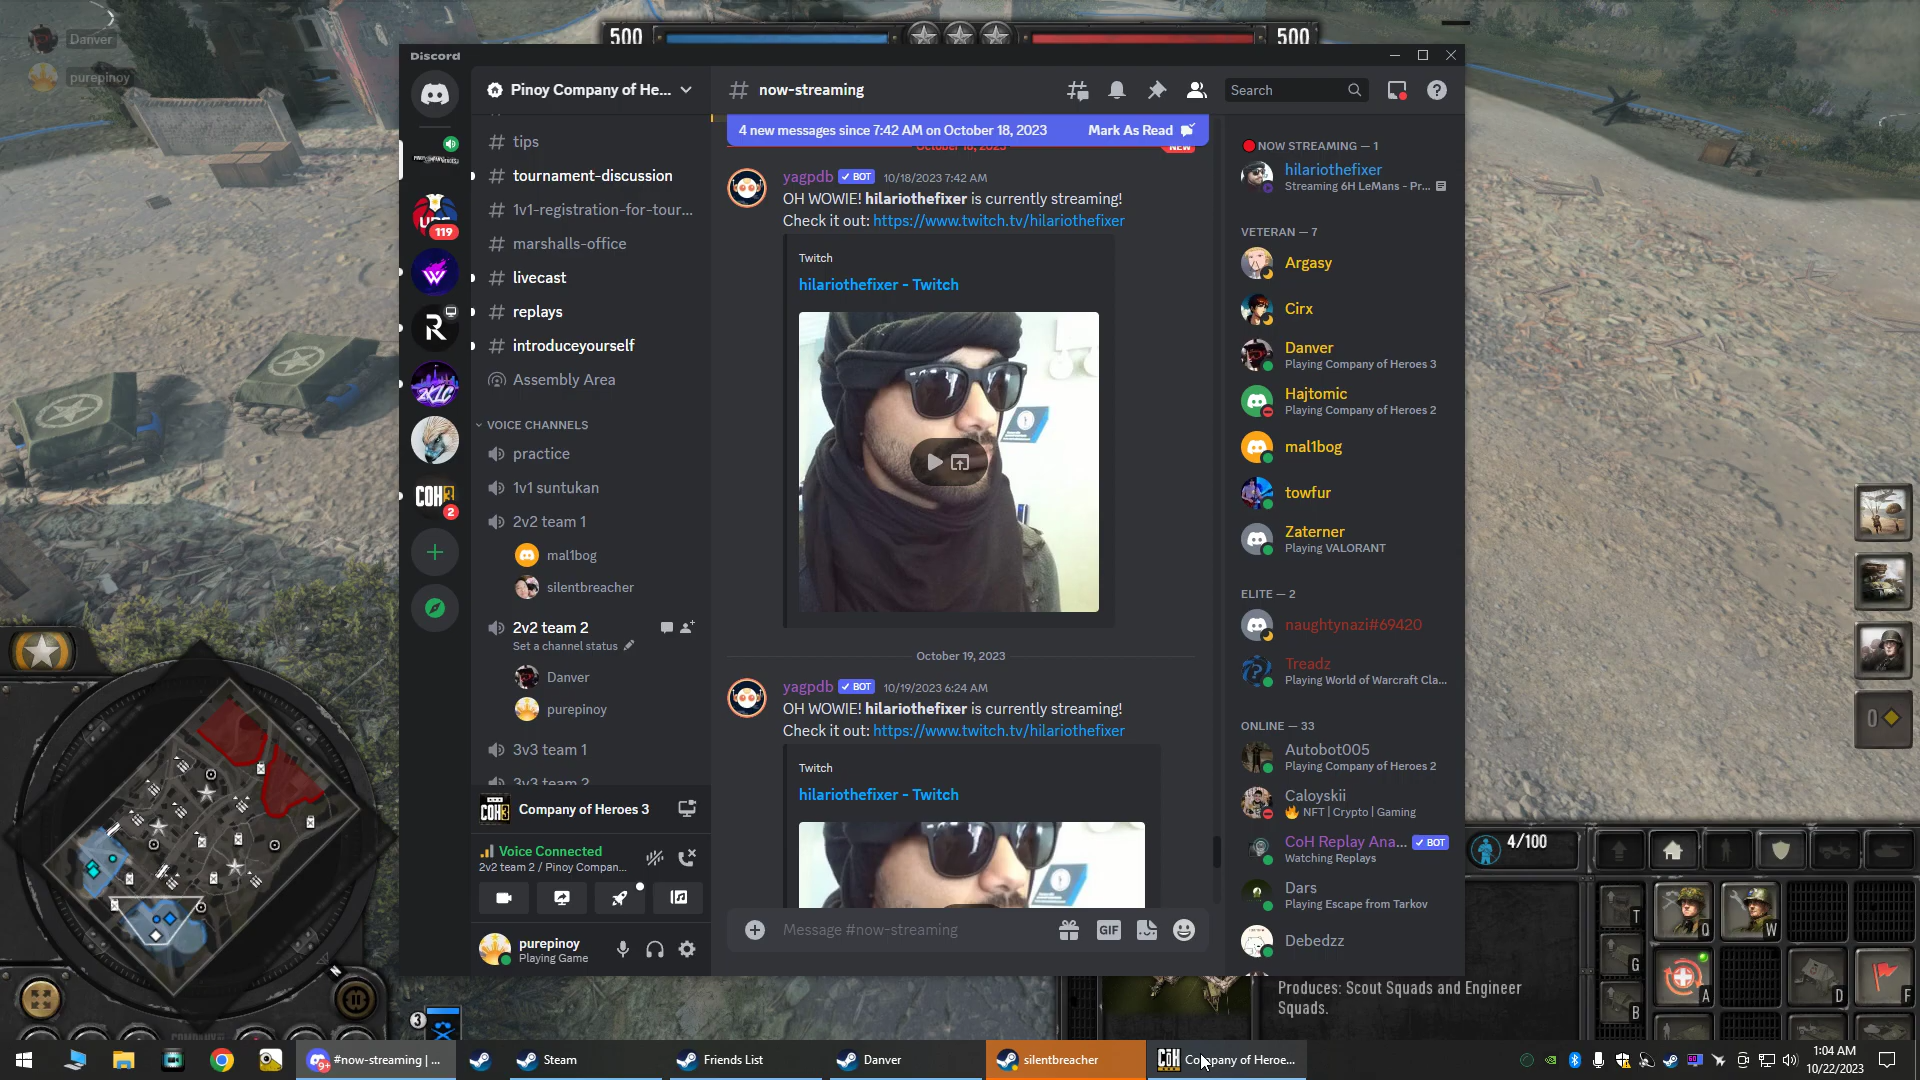 Danver
purepinoy
500
500
Discord
Pinoy Company of He...
now-streaming
Search
4 new messages since 7:42 AM on October 18, 2023
Mark As Read
NEW
tips
tournament-discussion
1v1-registration-for-tour...
marshalls-office
livecast
replays
introduceyourself
Assembly Area
VOICE CHANNELS
practice
1v1 suntukan
2v2 team 1
mal1bog
silentbreacher
2v2 team 2
Set a channel status
Danver
purepinoy
3v3 team 1
3v3 team 2
COH3
Company of Heroes 3
Voice Connected
2v2 team 2 / Pinoy Compan...
purepinoy
Playing Game
119
COH3
2
yagpdb
BOT
10/18/2023 7:42 AM
OH WOWIE! hilariothefixer is currently streaming!
Check it out: https://www.twitch.tv/hilariothefixer
Twitch
hilariothefixer - Twitch
October 19, 2023
yagpdb
BOT
10/19/2023 6:24 AM
OH WOWIE! hilariothefixer is currently streaming!
Check it out: https://www.twitch.tv/hilariothefixer
Twitch
hilariothefixer - Twitch
Message #now-streaming
GIF
NOW STREAMING — 1
hilariothefixer
Streaming 6H LeMans - Pr...
VETERAN — 7
Argasy
Cirx
Danver
Playing Company of Heroes 3
Hajtomic
Playing Company of Heroes 2
mal1bog
towfur
Zaterner
Playing VALORANT
ELITE — 2
naughtynazi#69420
Treadz
Playing World of Warcraft Cla...
ONLINE — 33
Autobot005
Playing Company of Heroes 2
Caloyskii
NFT | Crypto | Gaming
CoH Replay Ana...
BOT
Watching Replays
Dars
Playing Escape from Tarkov
Debedzz
0
4/100
T
Q
W
G
A
D
F
B
Produces: Scout Squads and Engineer
Squads.
3
#now-streaming | ...
Steam
Friends List
Danver
silentbreacher
Company of Heroe...
1:04 AM
10/22/2023